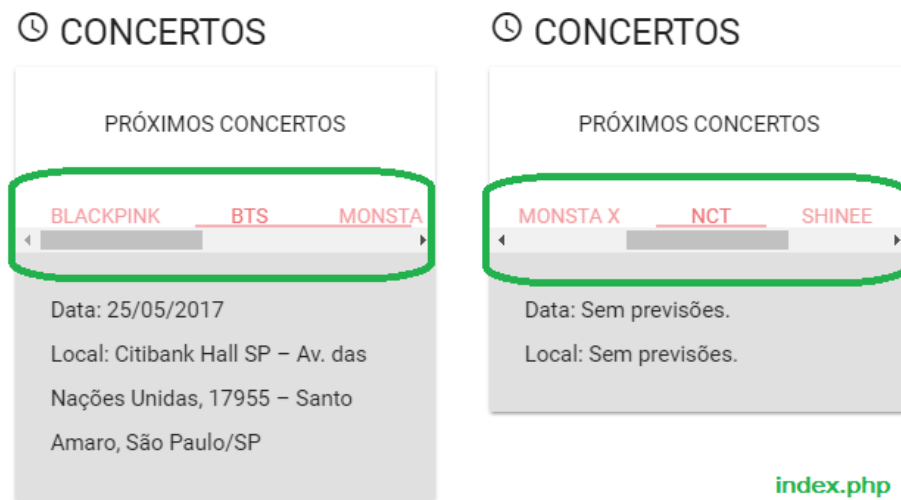 CONCERTOS
PRÓXIMOS CONCERTOS
BLACKPINK BTS MONSTA
Data: 25/05/2017
Local: Citibank Hall SP – Av. das
Nações Unidas, 17955 – Santo
Amaro, São Paulo/SP
CONCERTOS
PRÓXIMOS CONCERTOS
MONSTA X NCT SHINEE
Data: Sem previsões.
Local: Sem previsões.
index.php